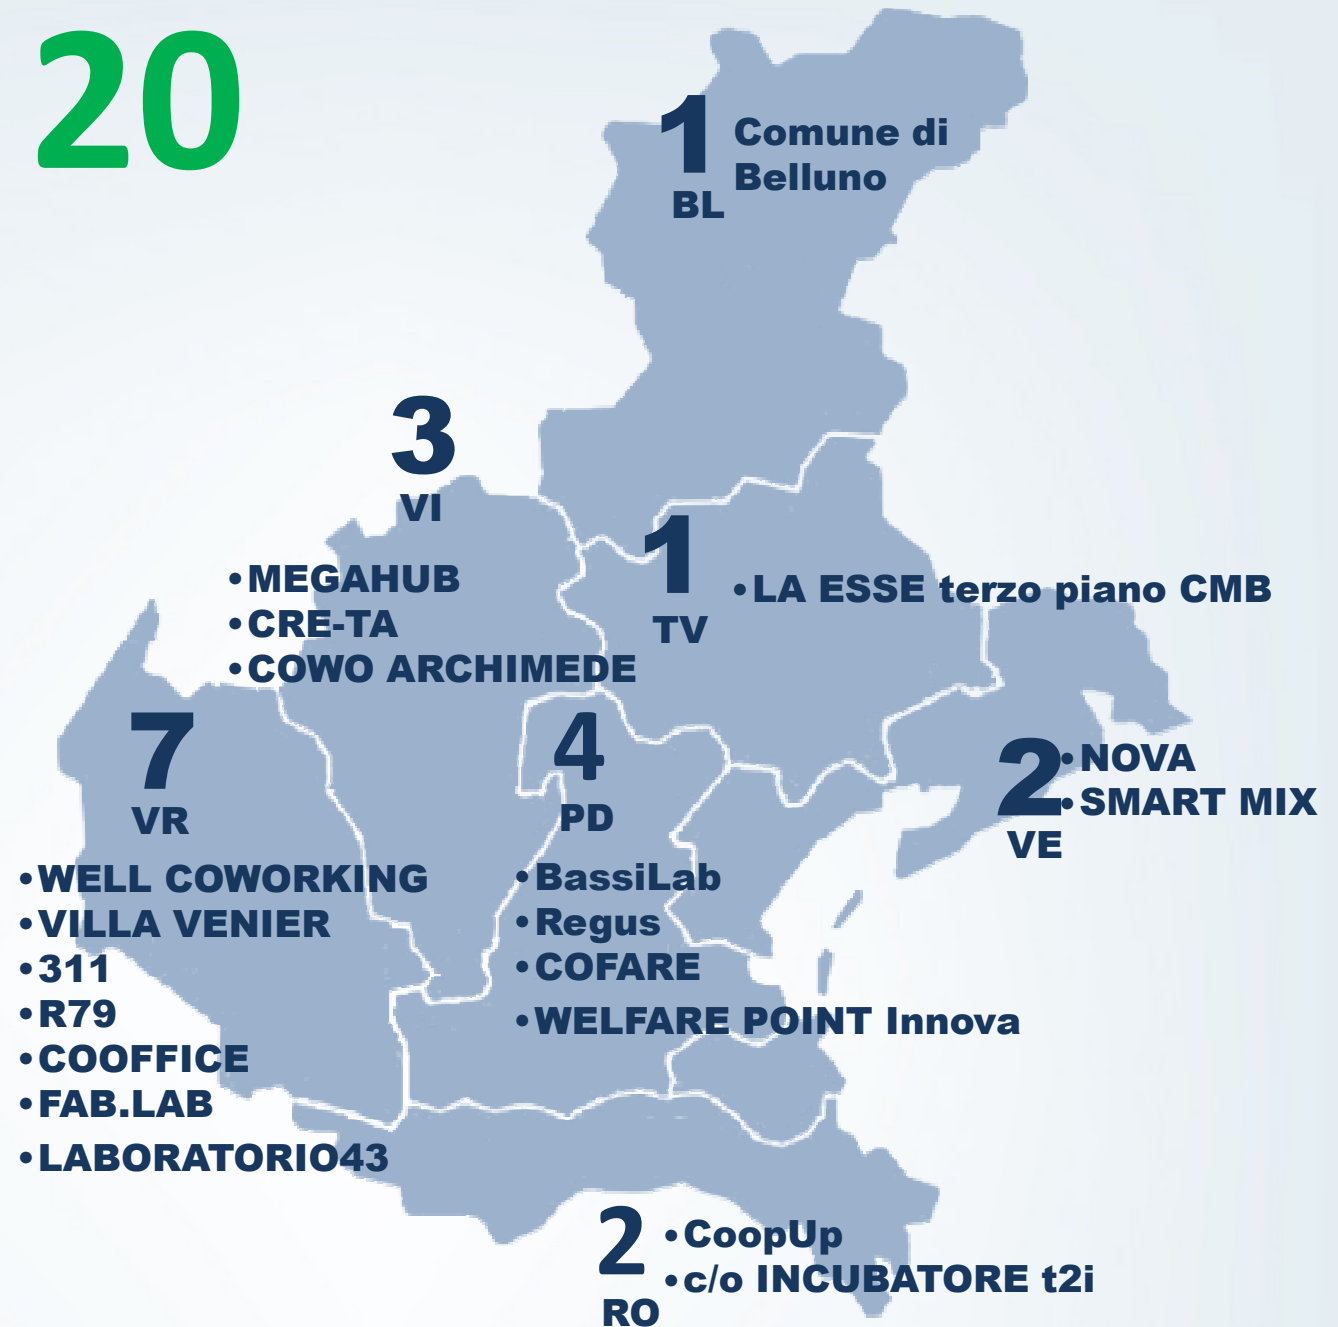 20
1
BL
Comune di
Belluno
3
VI
•MEGAHUB
•CRE-TA
•COWO ARCHIMEDE
1
TV
•LA ESSE terzo piano CMB
7
VR
•WELL COWORKING
•VILLA VENIER
•311
•R79
•COOFFICE
•FAB.LAB
•LABORATORIO43
4
PD
•BassiLab
•Regus
•COFARE
•WELFARE POINT Innova
2
VE
•NOVA
•SMART MIX
2
RO
•CoopUp
•c/o INCUBATORE t2i